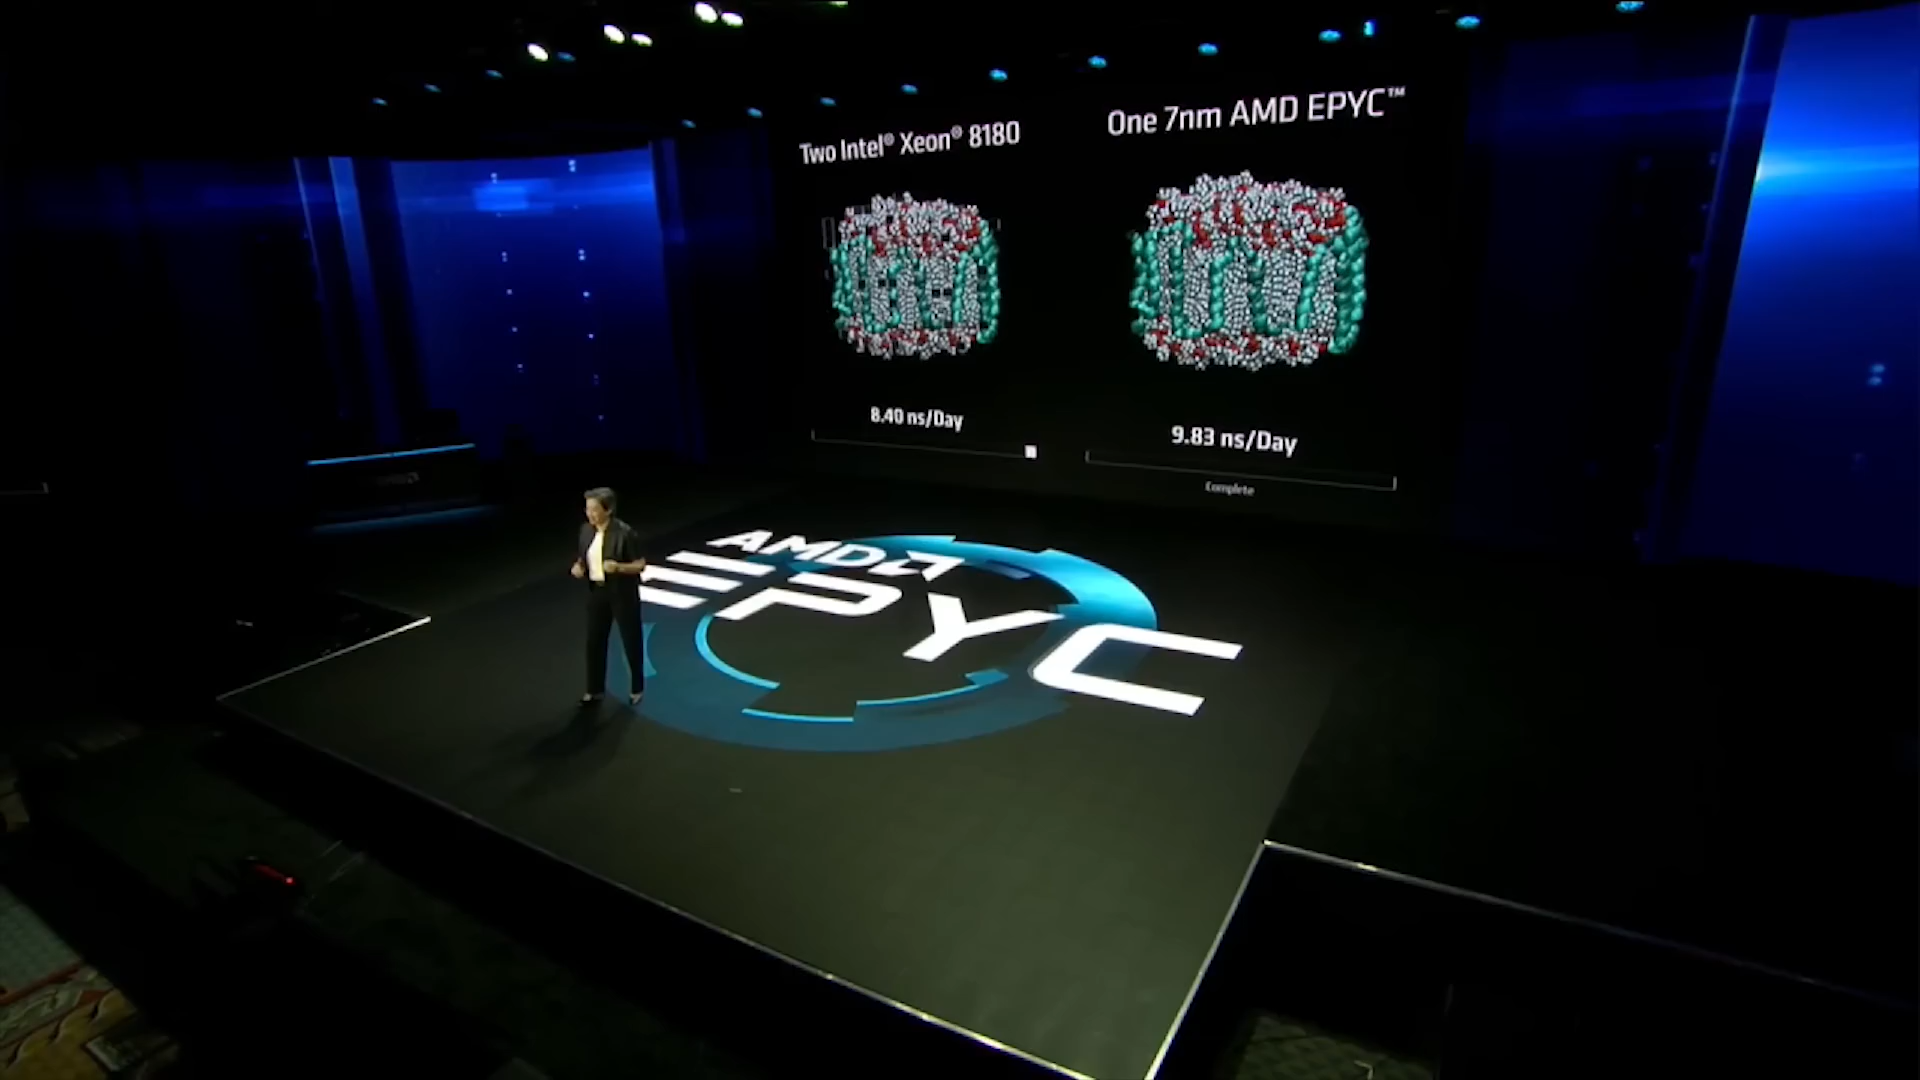 Two Intel® Xeon® 8180
One 7nm AMD EPYC™
8.40 ns/Day
9.83 ns/Day
Complete
AMD
EPYC